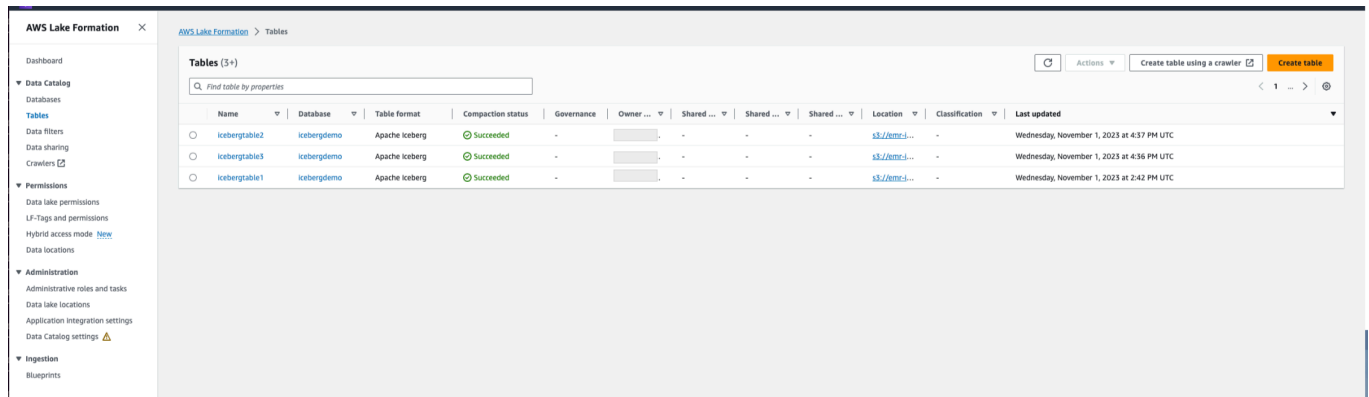 AWS Lake Formation
Dashboard
Data Catalog
Databases
Tables
Data filters
Data sharing
Crawlers
Permissions
Data lake permissions
LF-Tags and permissions
Hybrid access mode New
Data locations
Administration
Administrative roles and tasks
Data lake locations
Application integration settings
Data Catalog settings
Ingestion
Blueprints
AWS Lake Formation > Tables
Tables (3+)
Actions
Create table using a crawler
Create table
Find table by properties
< 1 ... >
Name Database Table format Compaction status Governance Owner ... Shared ... Shared ... Shared ... Location Classification Last updated
icebergtable2 icebergdemo Apache Iceberg Succeeded - . - - - s3://emr-i... - Wednesday, November 1, 2023 at 4:37 PM UTC
icebergtable3 icebergdemo Apache Iceberg Succeeded - . - - - s3://emr-i... - Wednesday, November 1, 2023 at 4:36 PM UTC
icebergtable1 icebergdemo Apache Iceberg Succeeded - . - - - s3://emr-i... - Wednesday, November 1, 2023 at 2:42 PM UTC